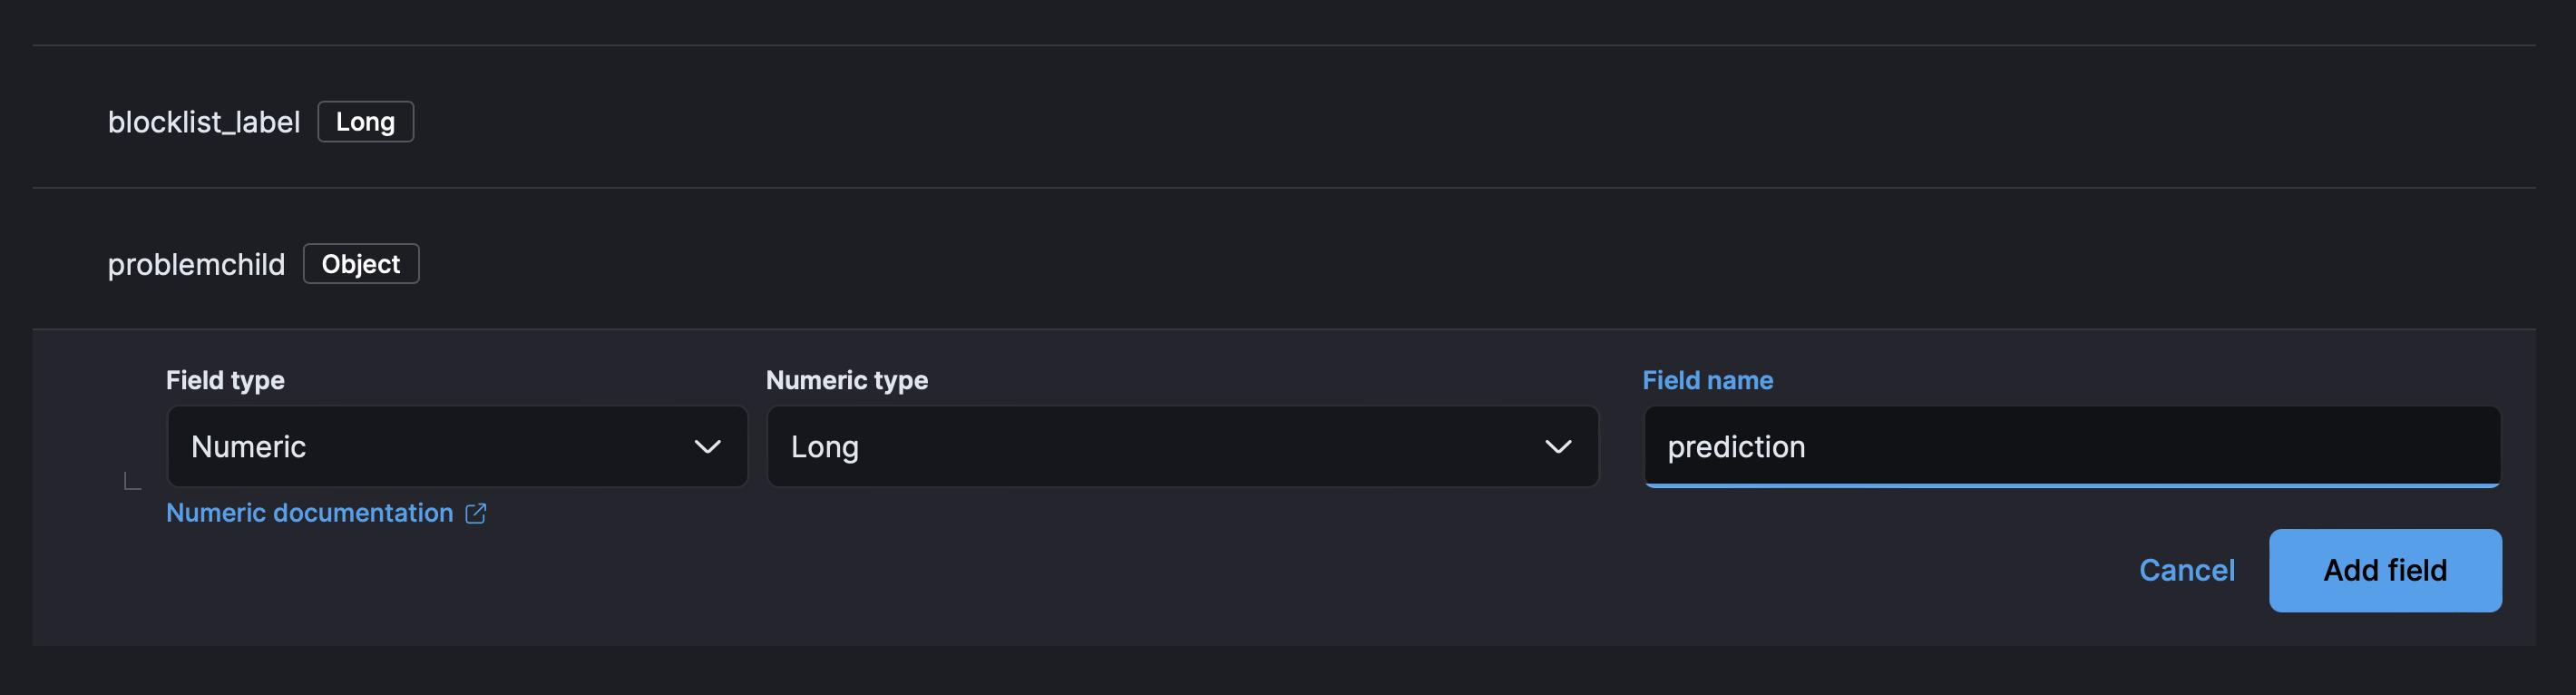 blocklist_label Long
problemchild Object
Field type Numeric type Field name
Numeric Long prediction
Numeric documentation
Cancel Add field